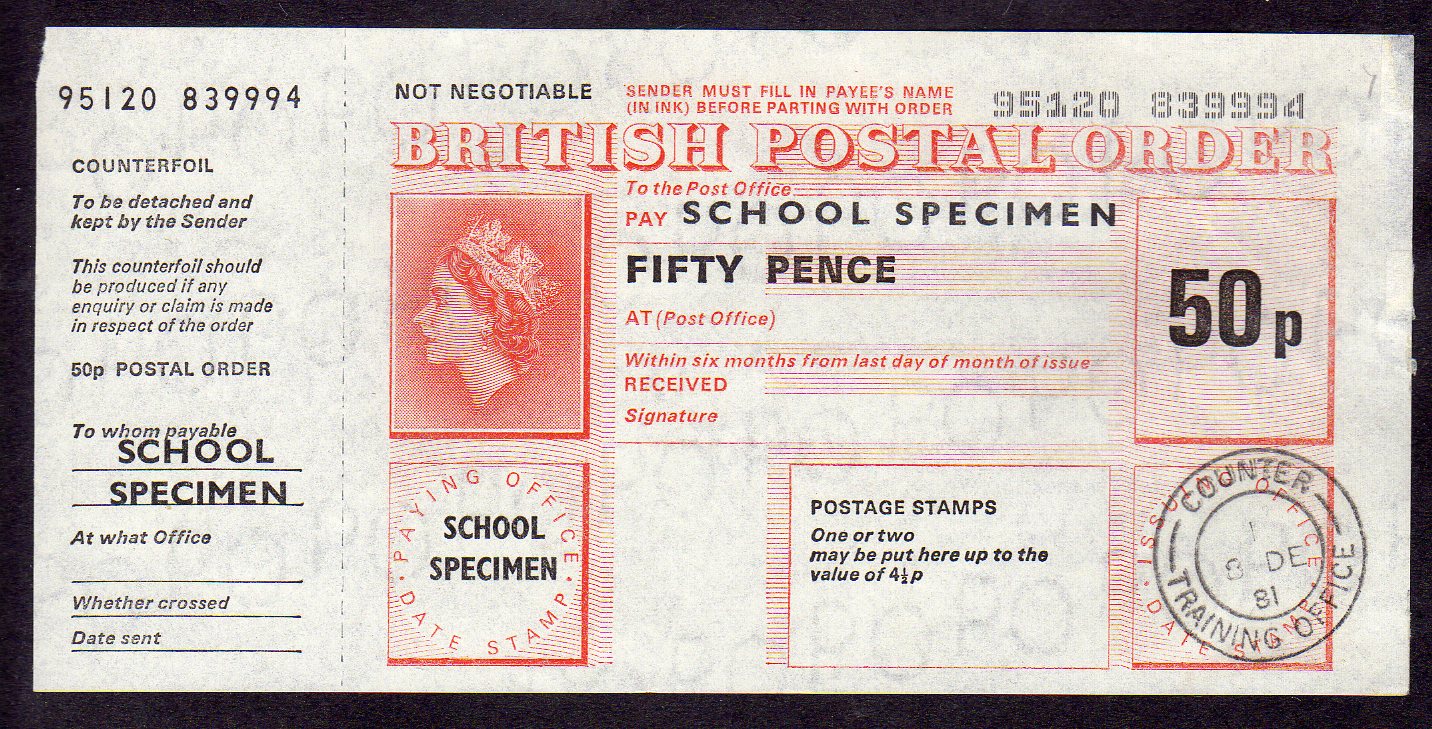 95120 839994
COUNTERFOIL
To be detached and
kept by the Sender
This counterfoil should
be produced if any
enquiry or claim is made
in respect of the order
50p POSTAL ORDER
To whom payable
SCHOOL
SPECIMEN
At what Office
Whether crossed
Date sent
NOT NEGOTIABLE
SENDER MUST FILL IN PAYEE'S NAME
(IN INK) BEFORE PARTING WITH ORDER
95120 839994
BRITISH POSTAL ORDER
To the Post Office
PAY SCHOOL SPECIMEN
FIFTY PENCE
50p
AT (Post Office)
Within six months from last day of month of issue
RECEIVED
Signature
PAYING OFFICE
SCHOOL
SPECIMEN
DATE STAMP
POSTAGE STAMPS
One or two
may be put here up to the
value of 4½p
ISSUING OFFICE
DATE STAMP
COUNTER
1
8 DE
81
TRAINING OFFICE